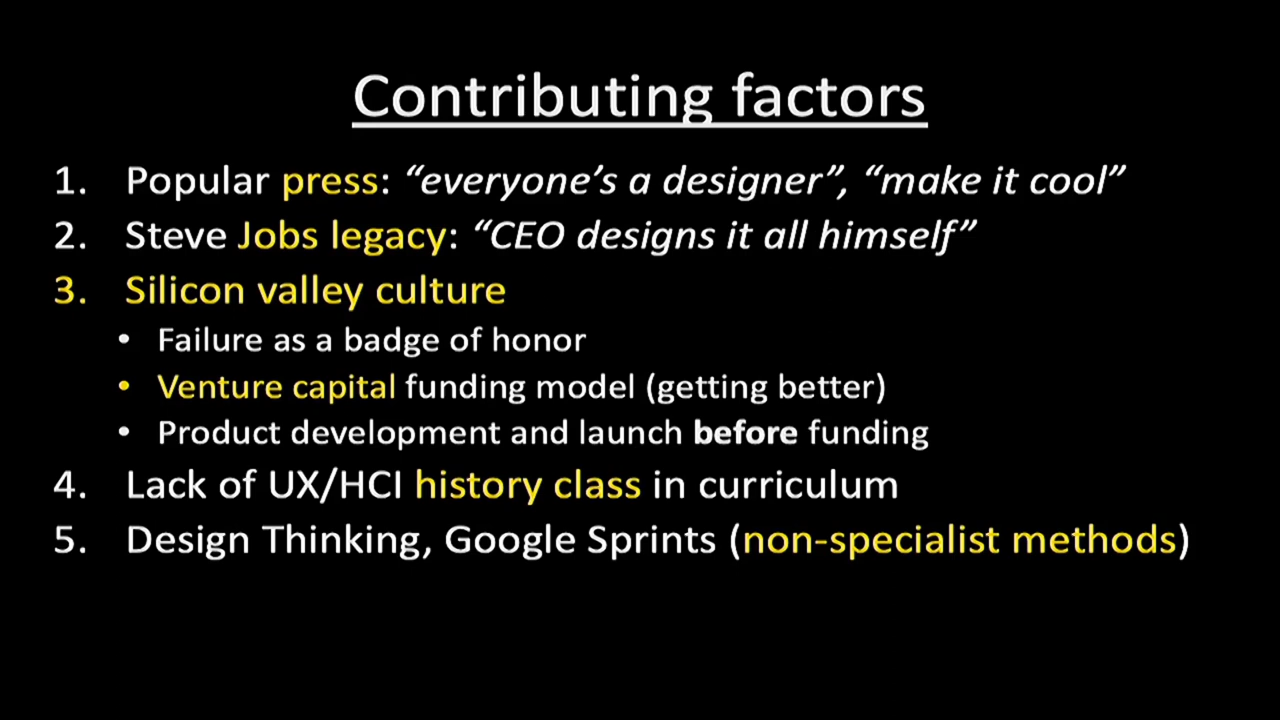 Contributing factors
1. Popular press: “everyone’s a designer”, “make it cool”
2. Steve Jobs legacy: “CEO designs it all himself”
3. Silicon valley culture
• Failure as a badge of honor
• Venture capital funding model (getting better)
• Product development and launch before funding
4. Lack of UX/HCI history class in curriculum
5. Design Thinking, Google Sprints (non-specialist methods)